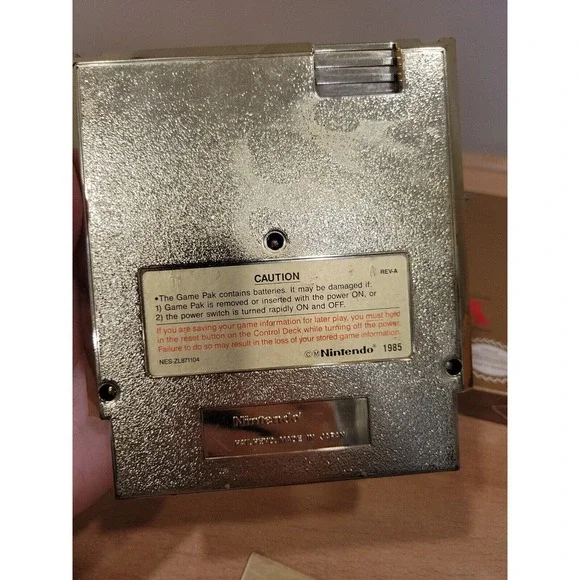 CAUTION
REV-A
•The Game Pak contains batteries. It may be damaged if:
1) Game Pak is removed or inserted with the power ON, or
2) the power switch is turned rapidly ON and OFF.
If you are saving your game information for later play, you must hold
in the reset button on the Control Deck while turning off the power.
Failure to do so may result in the loss of your stored game information.
NES-ZL871104
©MNintendo® 1985
Nintendo®
MADE IN JAPAN